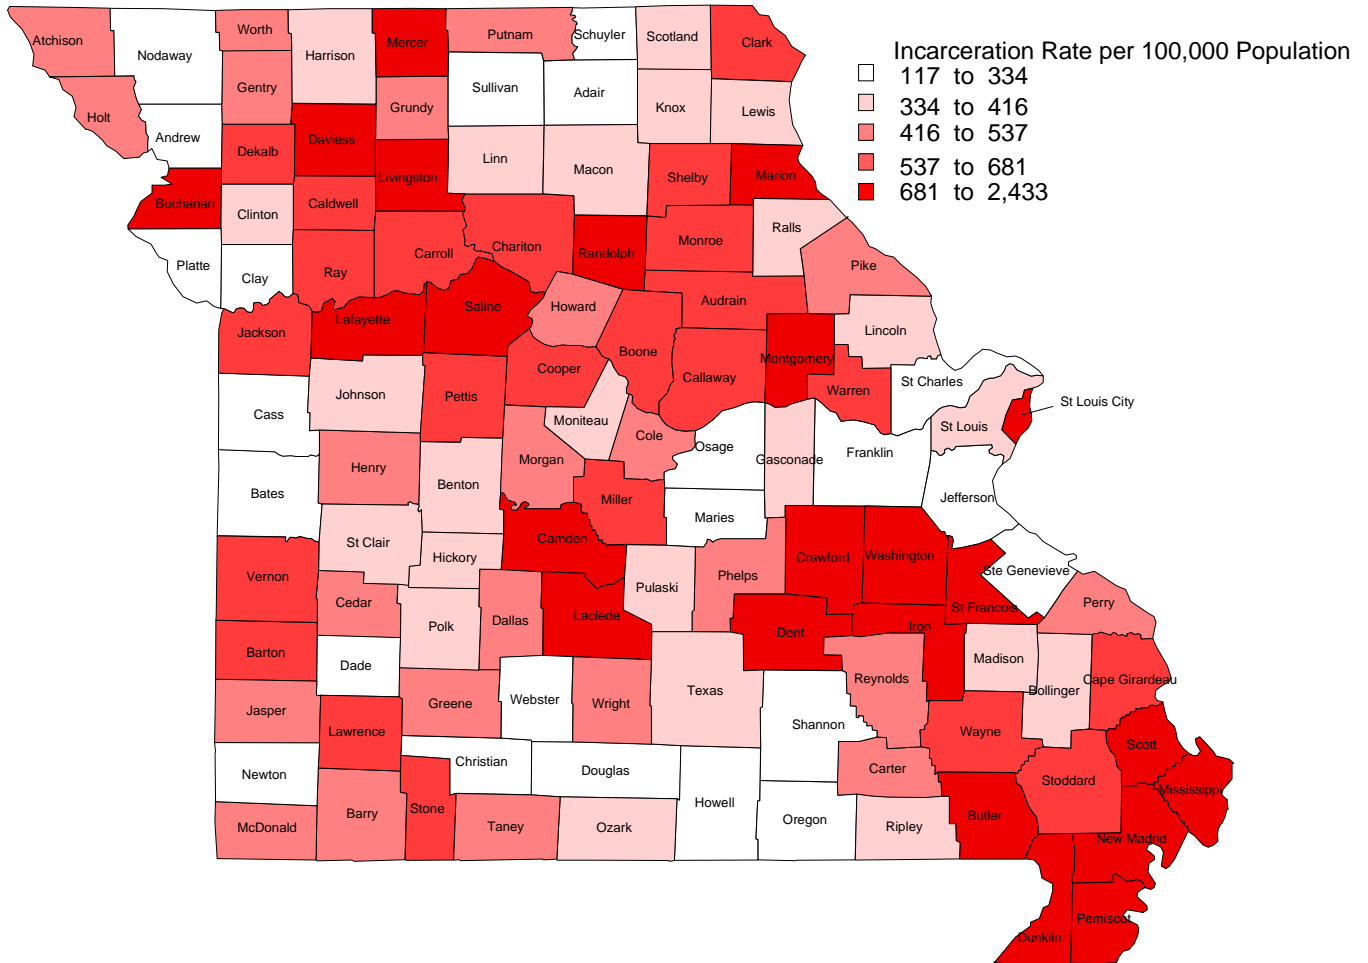 Incarceration Rate per 100,000 Population
117 to 334
334 to 416
416 to 537
537 to 681
681 to 2,433
Atchison
Nodaway
Worth
Harrison
Mercer
Putnam
Schuyler
Scotland
Clark
Gentry
Holt
Andrew
Grundy
Sullivan
Adair
Knox
Lewis
Dekalb
Daviess
Livingston
Linn
Macon
Shelby
Marion
Buchanan
Clinton
Caldwell
Ralls
Carroll
Chariton
Randolph
Monroe
Platte
Clay
Ray
Pike
Audrain
Jackson
Lafayette
Saline
Howard
Lincoln
Boone
Cooper
Callaway
Montgomery
Warren
St Charles
Cass
Johnson
Pettis
Moniteau
Cole
St Louis
St Louis City
Osage
Gasconade
Franklin
Henry
Morgan
Bates
Benton
Miller
Maries
Jefferson
St Clair
Hickory
Camden
Crawford
Washington
Ste Genevieve
Vernon
Cedar
Pulaski
Phelps
St Francois
Perry
Polk
Dallas
Laclede
Dent
Iron
Barton
Dade
Madison
Bollinger
Cape Girardeau
Jasper
Greene
Webster
Wright
Texas
Reynolds
Shannon
Lawrence
Wayne
Scott
Newton
Christian
Douglas
Carter
Stoddard
Mississippi
McDonald
Barry
Stone
Taney
Ozark
Howell
Oregon
Ripley
Butler
New Madrid
Pemiscot
Dunklin